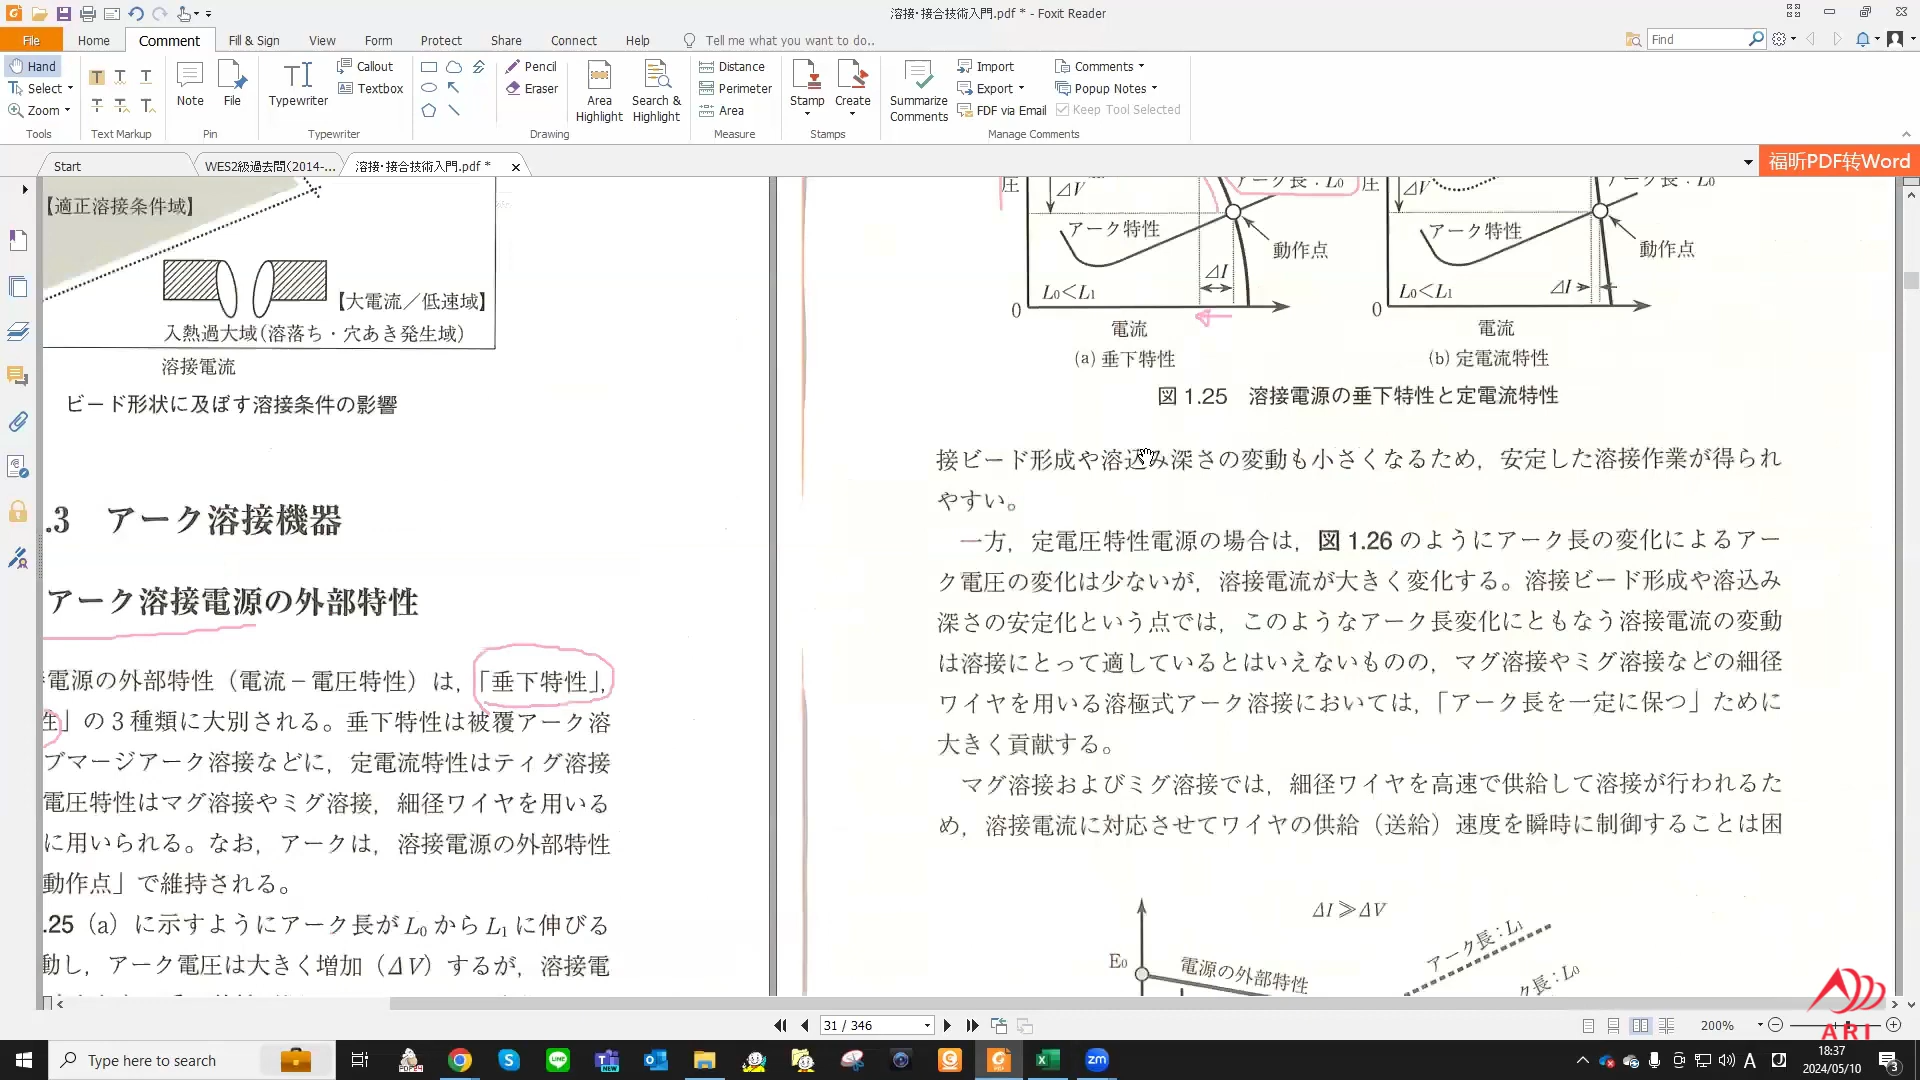 溶接・接合技術入門.pdf * - Foxit Reader
File Home Comment Fill & Sign View Form Protect Share Connect Help Tell me what you want to do.. Find
Hand
Select
Zoom
Tools
Text Markup
Note File
Pin
Typewriter
Callout
Textbox
Typewriter
Pencil
Eraser
Area Highlight
Search & Highlight
Drawing
Distance
Perimeter
Area
Measure
Stamp Create
Stamps
Summarize Comments
Import
Export
FDF via Email
Comments
Popup Notes
Keep Tool Selected
Manage Comments
Start WES2級過去問(2014-... 溶接・接合技術入門.pdf *
福昕PDF转Word
【適正溶接条件域】
【大電流／低速域】
入熱過大域(溶落ち・穴あき発生域)
溶接電流
ビード形状に及ぼす溶接条件の影響
.3 アーク溶接機器
アーク溶接電源の外部特性
電源の外部特性（電流－電圧特性）は，「垂下特性」，
性」の３種類に大別される。垂下特性は被覆アーク溶
ブマージアーク溶接などに，定電流特性はティグ溶接
電圧特性はマグ溶接やミグ溶接，細径ワイヤを用いる
に用いられる。なお，アークは，溶接電源の外部特性
動作点」で維持される。
.25（a）に示すようにアーク長が L₀ から L₁ に伸びる
動し，アーク電圧は大きく増加（ΔV）するが，溶接電
圧
ΔV
アーク長：L₀
アーク特性
動作点
ΔI
L₀<L₁
0
電流
(a) 垂下特性
圧
ΔV
アーク長：L₀
アーク特性
動作点
ΔI
L₀<L₁
0
電流
(b) 定電流特性
図 1.25 溶接電源の垂下特性と定電流特性
接ビード形成や溶込み深さの変動も小さくなるため，安定した溶接作業が得られ
やすい。
一方，定電圧特性電源の場合は，図 1.26 のようにアーク長の変化によるアー
ク電圧の変化は少ないが，溶接電流が大きく変化する。溶接ビード形成や溶込み
深さの安定化という点では，このようなアーク長変化にともなう溶接電流の変動
は溶接にとって適しているとはいえないものの，マグ溶接やミグ溶接などの細径
ワイヤを用いる溶極式アーク溶接においては，「アーク長を一定に保つ」ために
大きく貢献する。
マグ溶接およびミグ溶接では，細径ワイヤを高速で供給して溶接が行われるた
め，溶接電流に対応させてワイヤの供給（送給）速度を瞬時に制御することは困
ΔI≫ΔV
アーク長：L₁
E₀
電源の外部特性
ク長：L₀
31 / 346
200%
ARI
Type here to search
18:37
2024/05/10